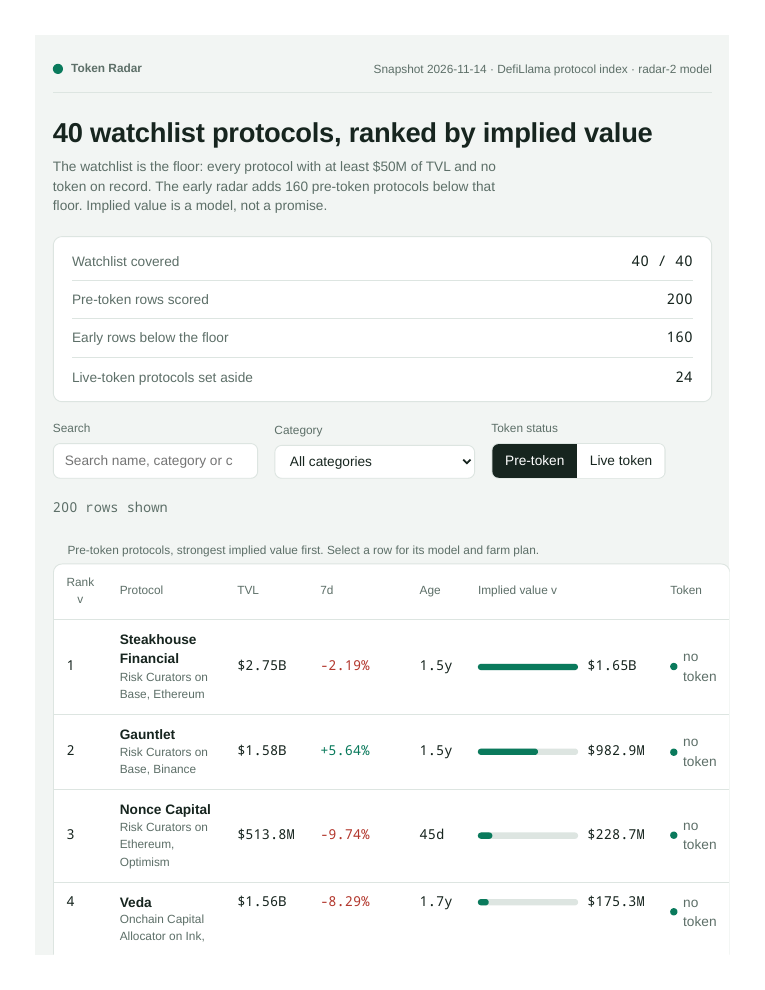 Token Radar
Snapshot 2026-11-14 · DefiLlama protocol index · radar-2 model
40 watchlist protocols, ranked by implied value
The watchlist is the floor: every protocol with at least $50M of TVL and no
token on record. The early radar adds 160 pre-token protocols below that
floor. Implied value is a model, not a promise.
Watchlist covered 40 / 40
Pre-token rows scored 200
Early rows below the floor 160
Live-token protocols set aside 24
Search
Category
Token status
Search name, category or c
All categories
Pre-token
Live token
200 rows shown
Pre-token protocols, strongest implied value first. Select a row for its model and farm plan.
Rank v
Protocol
TVL
7d
Age
Implied value v
Token
1
Steakhouse
Financial
Risk Curators on
Base, Ethereum
$2.75B
-2.19%
1.5y
$1.65B
no
token
2
Gauntlet
Risk Curators on
Base, Binance
$1.58B
+5.64%
1.5y
$982.9M
no
token
3
Nonce Capital
Risk Curators on
Ethereum,
Optimism
$513.8M
-9.74%
45d
$228.7M
no
token
4
Veda
Onchain Capital
Allocator on Ink,
$1.56B
-8.29%
1.7y
$175.3M
no
token